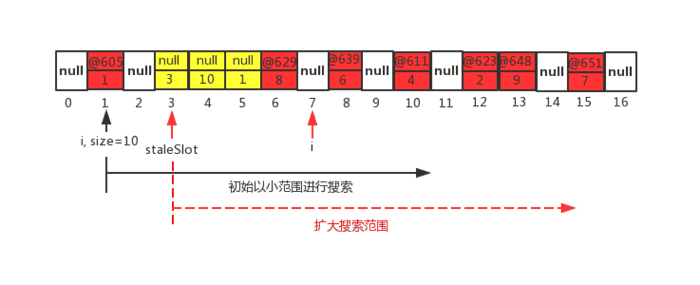 null @605 null null null null @629 null @639 null @611 null @623 @648 null @651 null
1 3 10 1 8 6 4 2 9 7
0 1 2 3 4 5 6 7 8 9 10 11 12 13 14 15 16
i, size=10 staleSlot i
初始以小范围进行搜索
扩大搜索范围